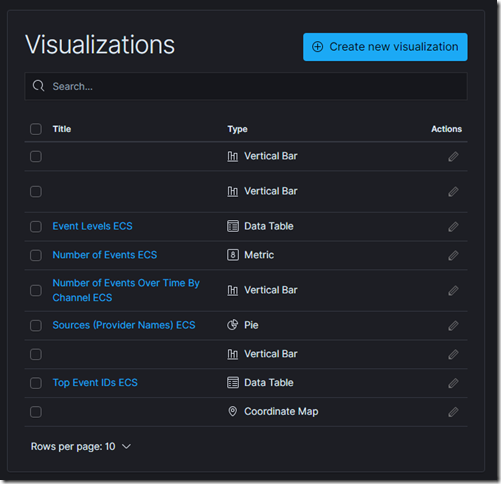 Visualizations
Create new visualization
Search...
Title Type Actions
Vertical Bar
Vertical Bar
Event Levels ECS Data Table
Number of Events ECS 8 Metric
Number of Events Over Time By
Channel ECS Vertical Bar
Sources (Provider Names) ECS Pie
Vertical Bar
Top Event IDs ECS Data Table
Coordinate Map
Rows per page: 10